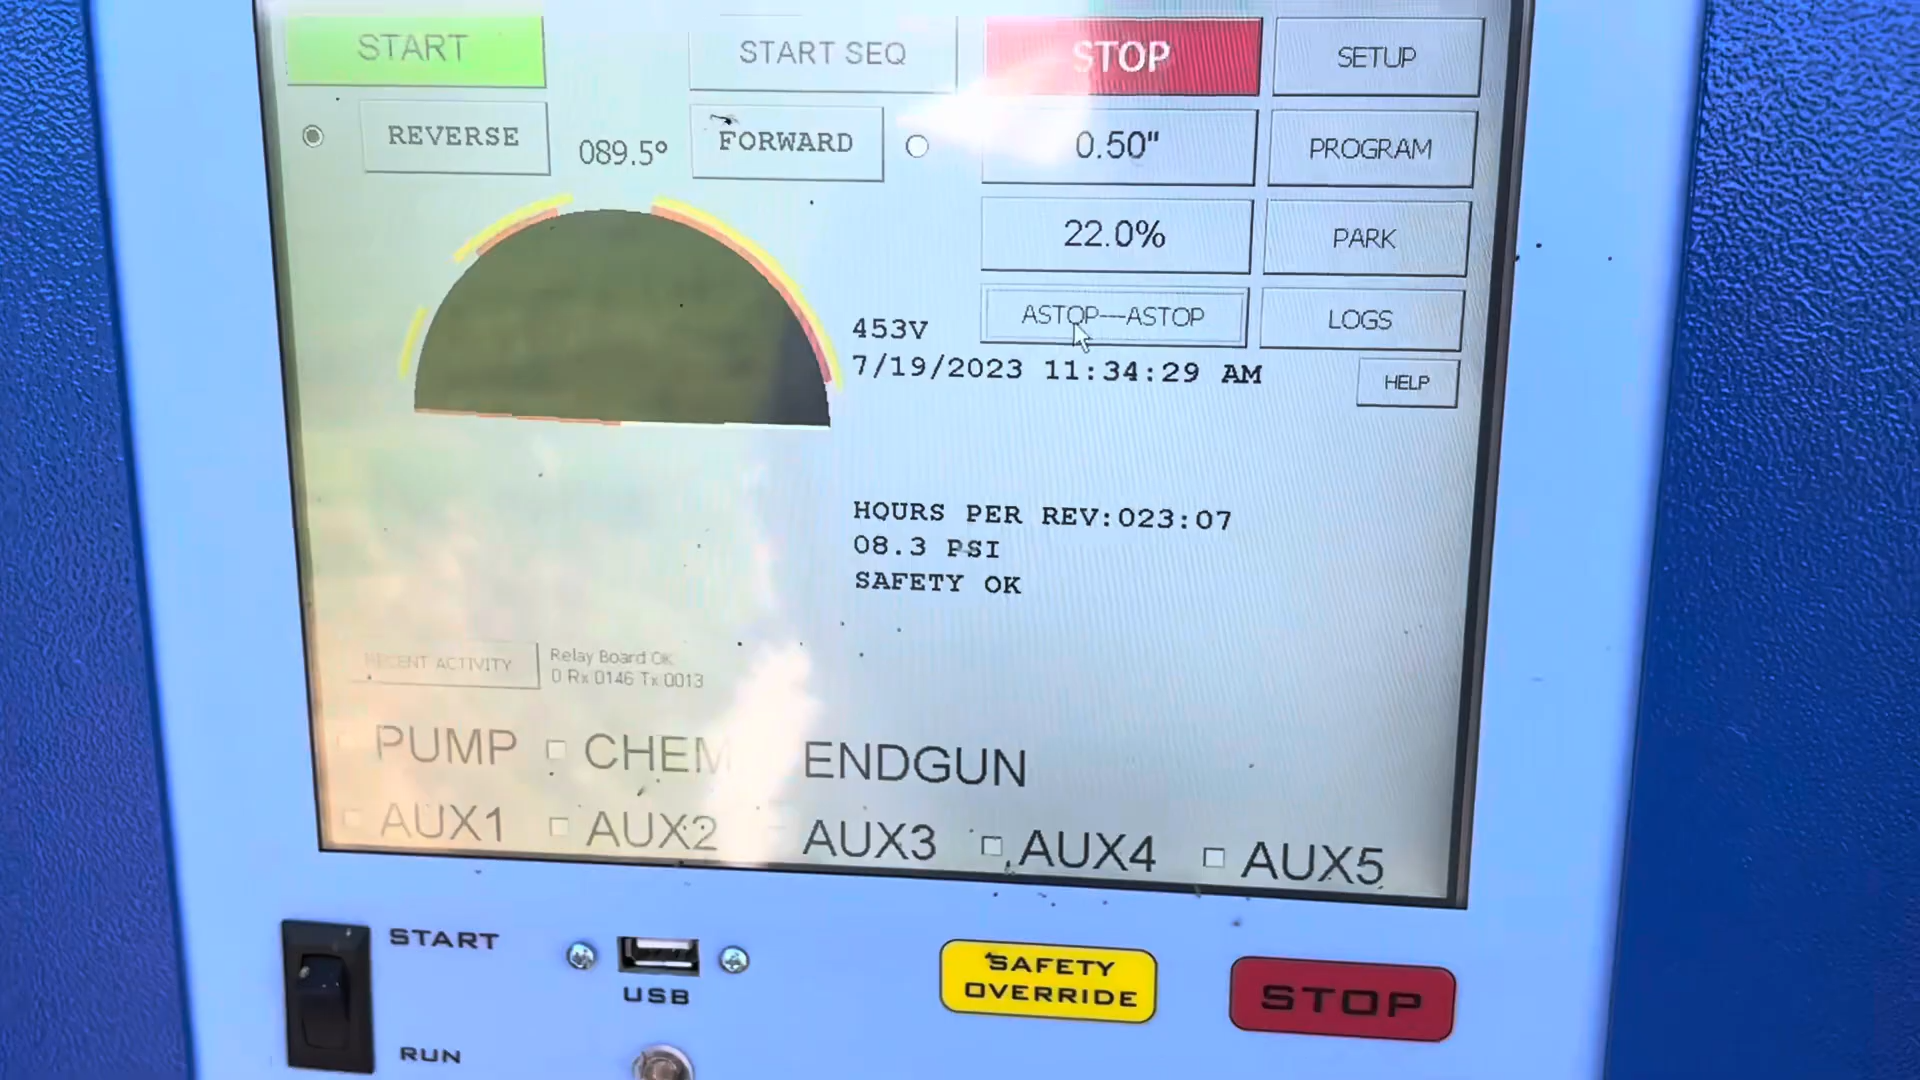 START
START SEQ
STOP
SETUP
REVERSE
089.5°
FORWARD
0.50"
PROGRAM
22.0%
PARK
ASTOP---ASTOP
LOGS
453V
7/19/2023 11:34:29 AM
HELP
HOURS PER REV:023:07
08.3 PSI
SAFETY OK
RECENT ACTIVITY
Relay Board OK
0 Rx 0146 Tx 0013
PUMP
CHEM
ENDGUN
AUX1
AUX2
AUX3
AUX4
AUX5
START
USB
SAFETY
OVERRIDE
STOP
RUN